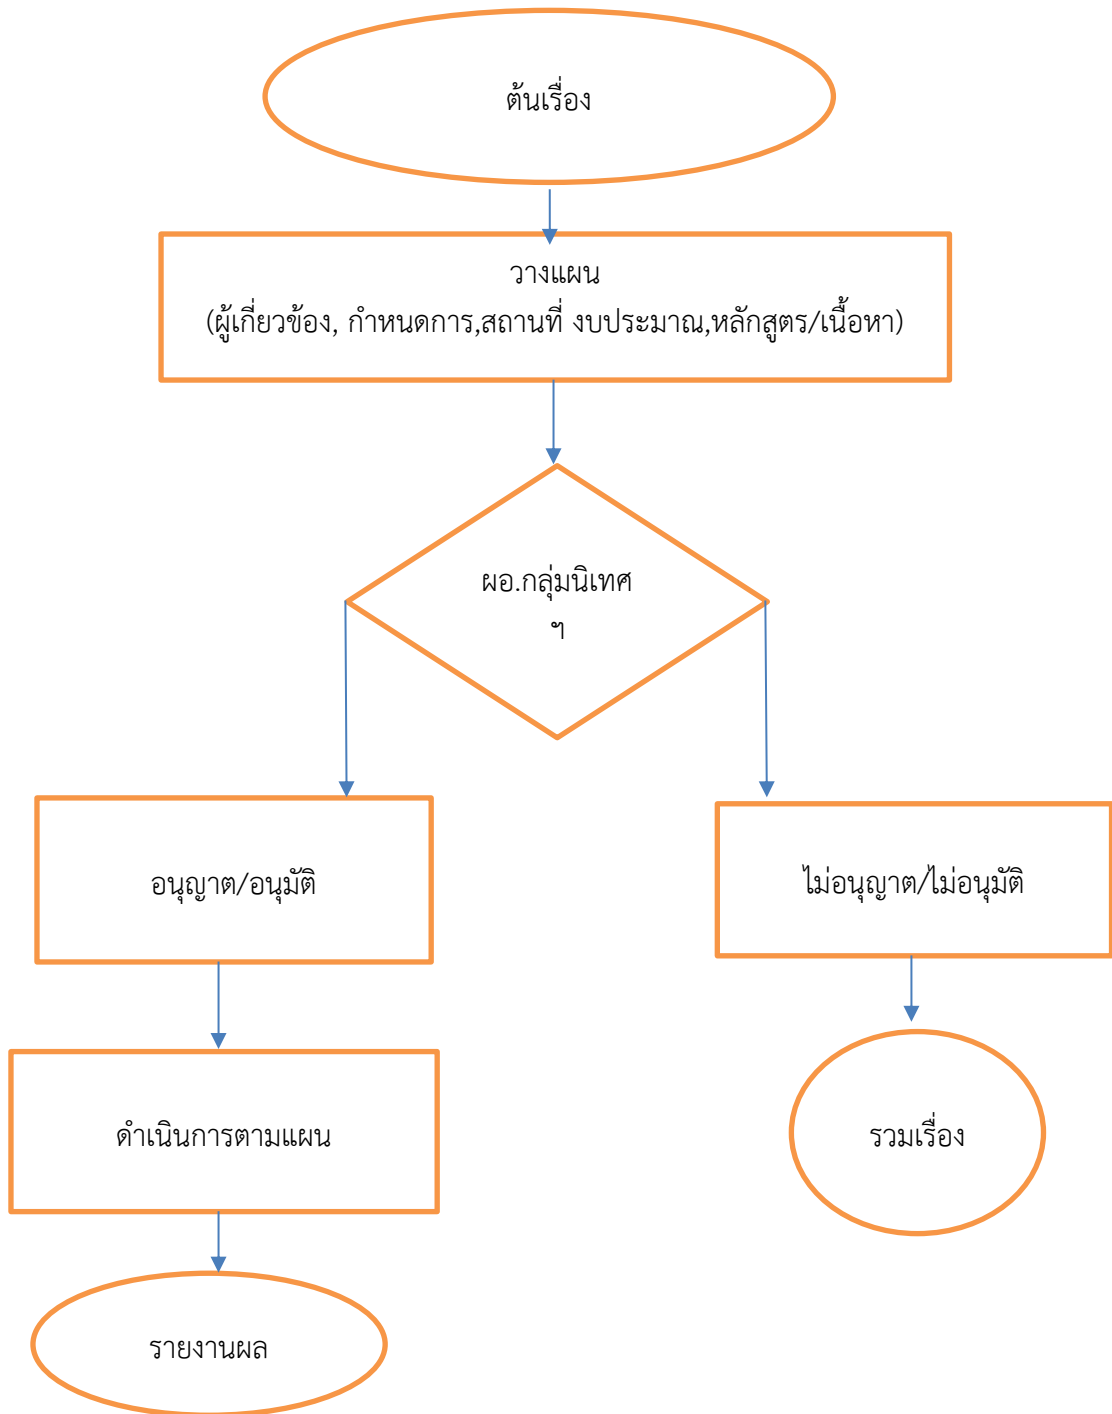 ต้นเรื่อง
วางแผน
(ผู้เกี่ยวข้อง, กำหนดการ,สถานที่ งบประมาณ,หลักสูตร/เนื้อหา)
ผอ.กลุ่มนิเทศ
ฯ
อนุญาต/อนุมัติ
ไม่อนุญาต/ไม่อนุมัติ
ดำเนินการตามแผน
รวมเรื่อง
รายงานผล